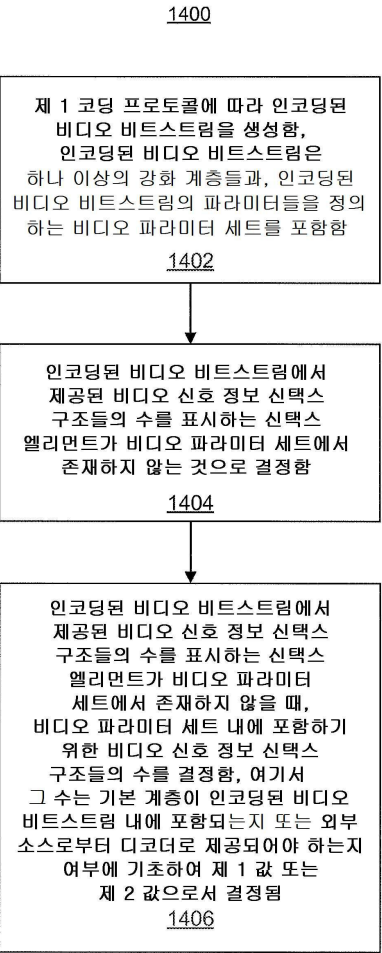 1400
제 1 코딩 프로토콜에 따라 인코딩된
비디오 비트스트림을 생성함,
인코딩된 비디오 비트스트림은
하나 이상의 강화 계층들과, 인코딩된
비디오 비트스트림의 파라미터들을 정의
하는 비디오 파라미터 세트를 포함함
1402
인코딩된 비디오 비트스트림에서
제공된 비디오 신호 정보 신택스
구조들의 수를 표시하는 신택스
엘리먼트가 비디오 파라미터 세트에서
존재하지 않는 것으로 결정함
1404
인코딩된 비디오 비트스트림에서
제공된 비디오 신호 정보 신택스
구조들의 수를 표시하는 신택스
엘리먼트가 비디오 파라미터
세트에서 존재하지 않을 때,
비디오 파라미터 세트 내에 포함하기
위한 비디오 신호 정보 신택스
구조들의 수를 결정함, 여기서
그 수는 기본 계층이 인코딩된 비디오
비트스트림 내에 포함되는지 또는 외부
소스로부터 디코더로 제공되어야 하는지
여부에 기초하여 제 1 값 또는
제 2 값으로서 결정됨
1406